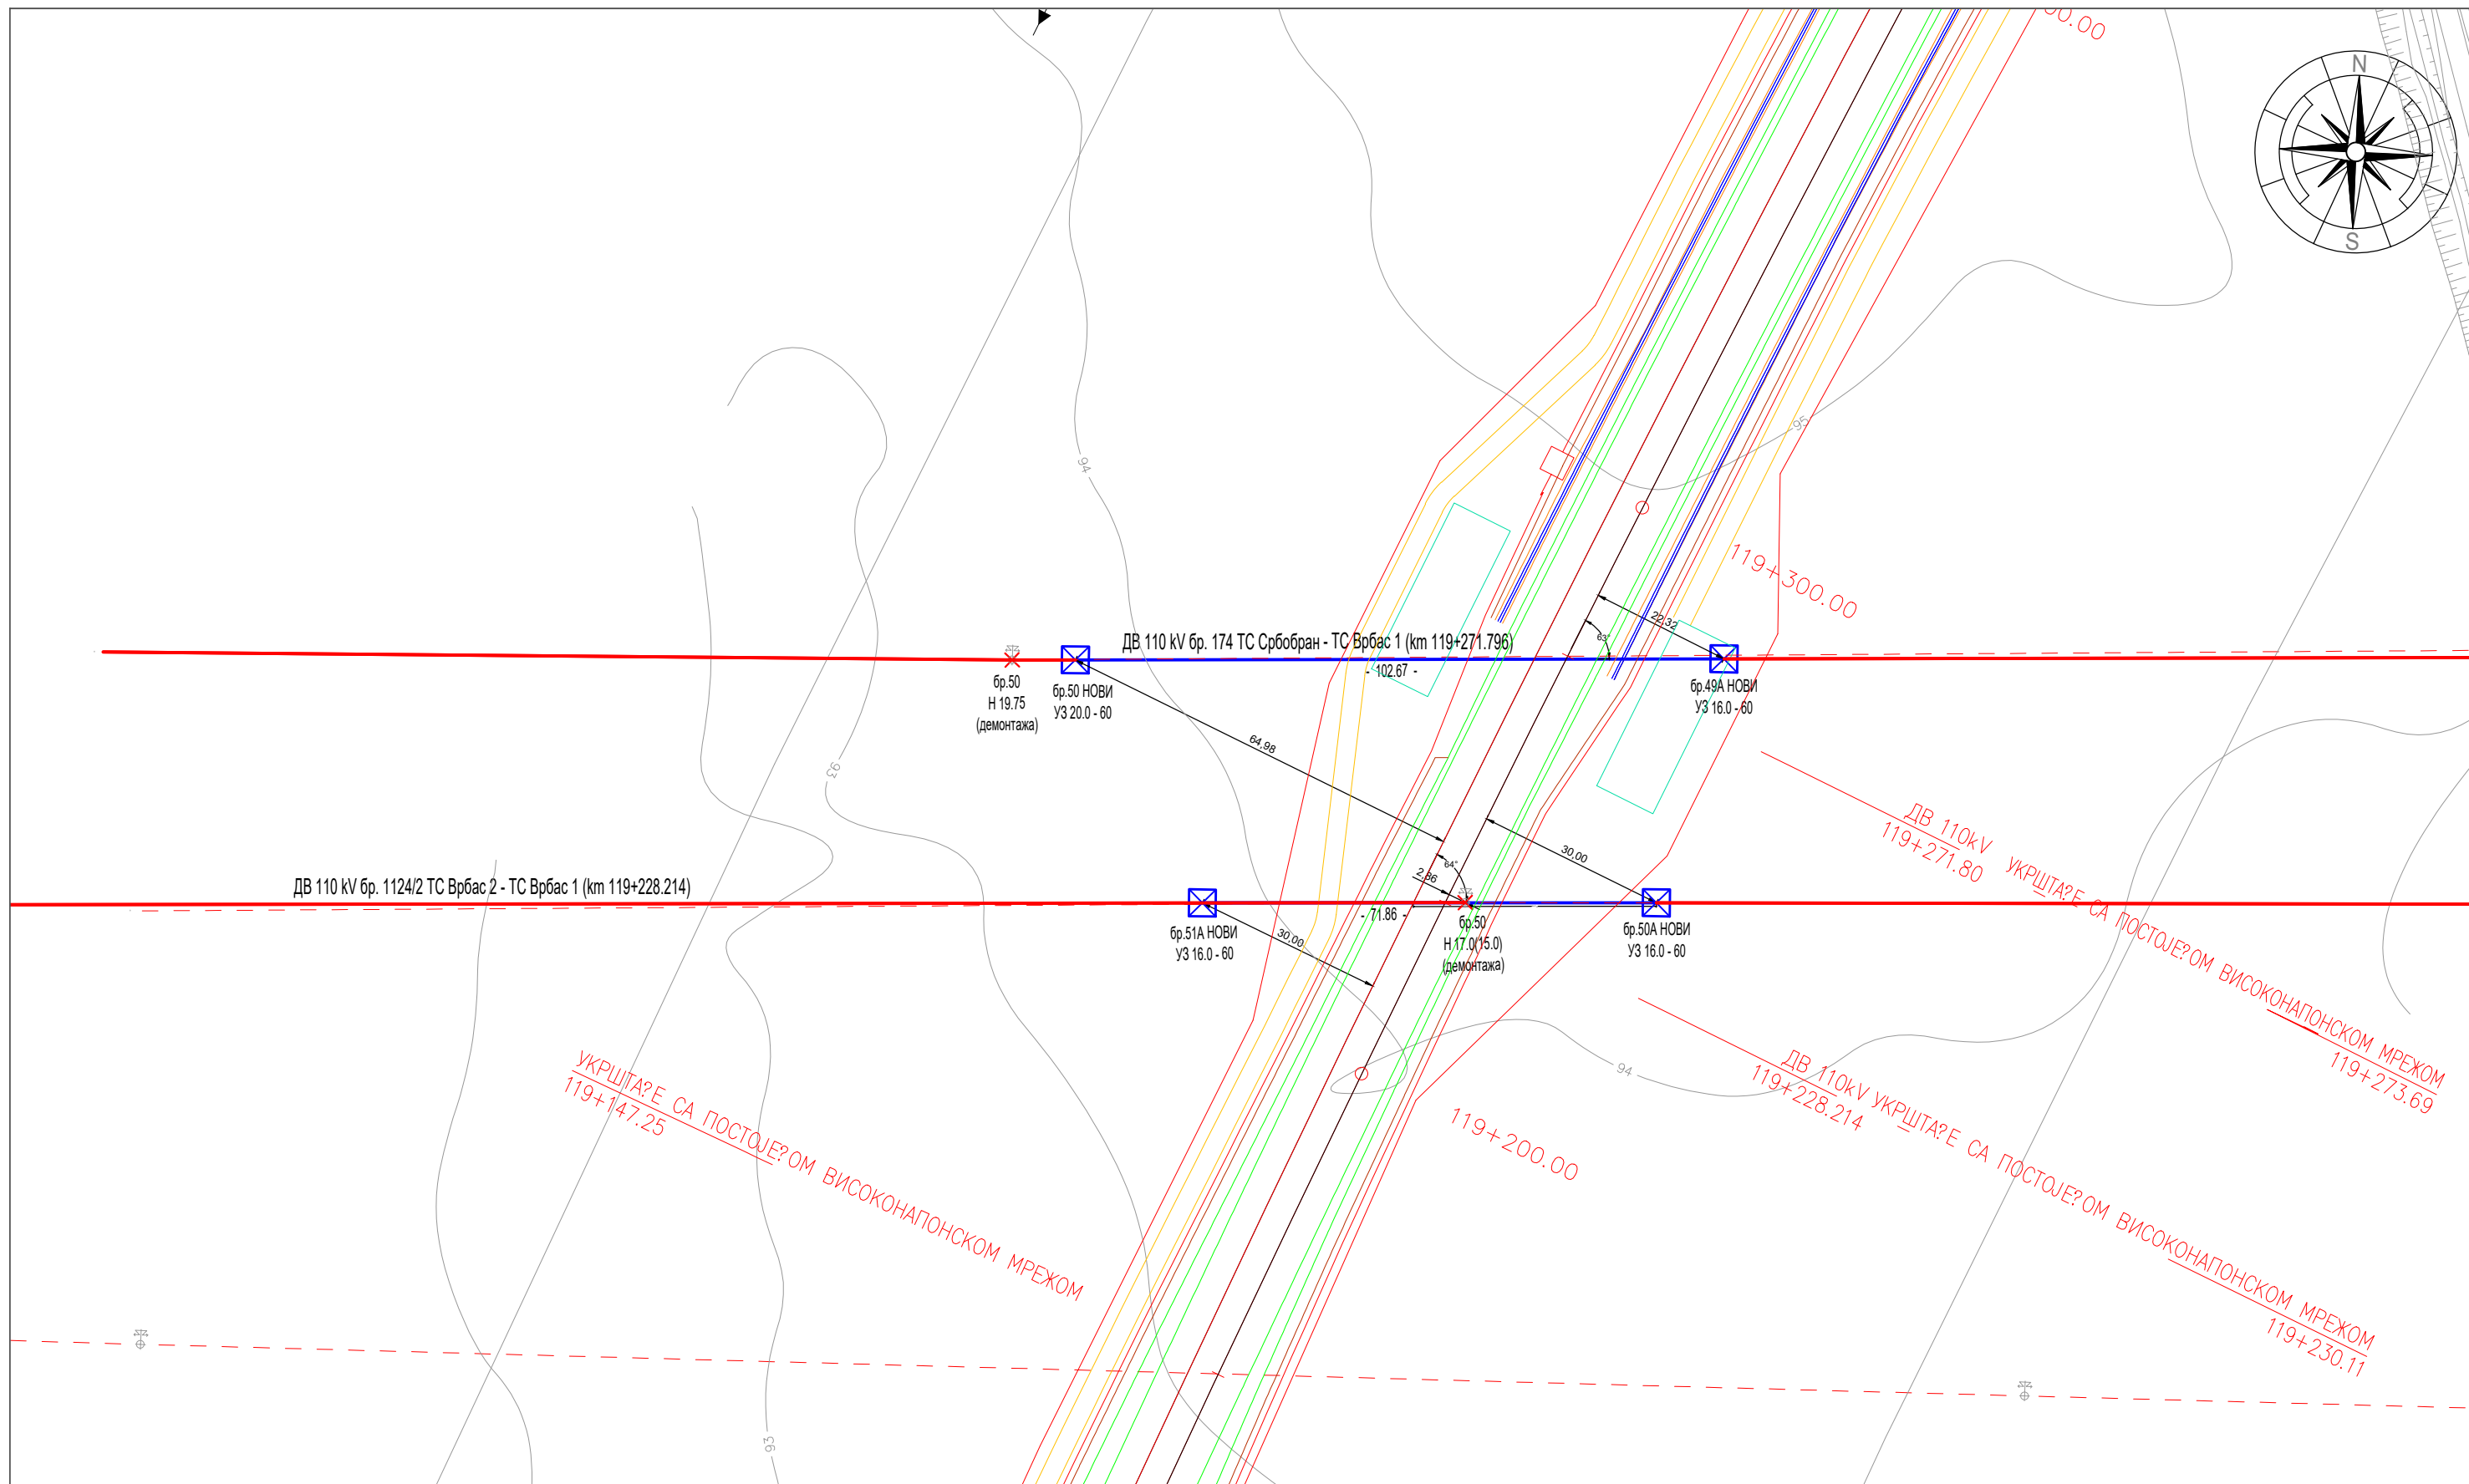 00.00
N
S
95
94
119+300.00
22,32
63°
ДВ 110 kV бр. 174 ТС Србобран - ТС Врбас 1 (km 119+271.796)
- 102.67 -
бр.50
Н 19.75
(демонтажа)
бр.50 НОВИ
УЗ 20.0 - 60
бр.49А НОВИ
УЗ 16.0 - 60
64,98
93
ДВ 110kV УКРШТА?Е СА ПОСТОЈЕ?ОМ ВИСОКОНАПОНСКОМ МРЕЖОМ
119+271.80
119+273.69
30,00
64°
2,86
ДВ 110 kV бр. 1124/2 ТС Врбас 2 - ТС Врбас 1 (km 119+228.214)
- 71.86 -
бр.50
Н 17.0(15.0)
(демонтажа)
бр.51А НОВИ
УЗ 16.0 - 60
30,00
бр.50А НОВИ
УЗ 16.0 - 60
УКРШТА?Е СА ПОСТОЈЕ?ОМ ВИСОКОНАПОНСКОМ МРЕЖОМ
119+147.25
94
ДВ 110kV УКРШТА?Е СА ПОСТОЈЕ?ОМ ВИСОКОНАПОНСКОМ МРЕЖОМ
119+228.214
119+230.11
119+200.00
93